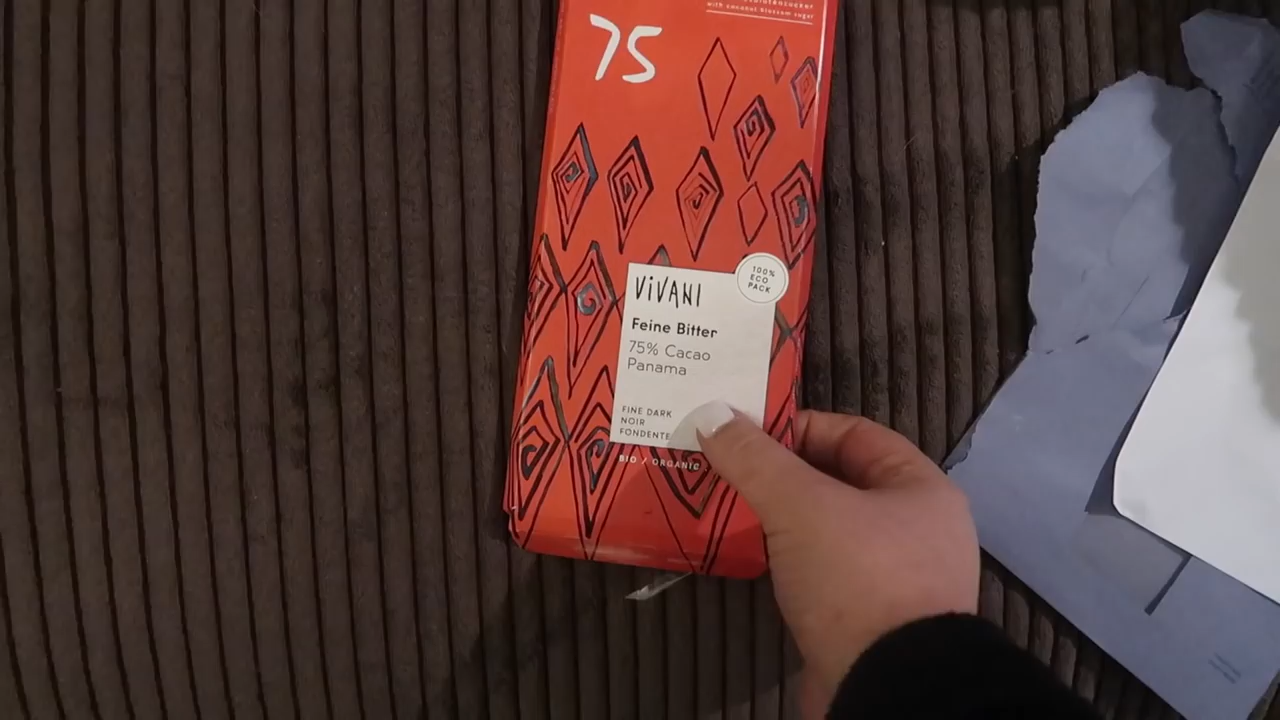 with coconut blossom sugar
75
100%
ECO
PACK
ViVANI
Feine Bitter
75% Cacao
Panama
FINE DARK
NOIR
FONDENTE
BIO / ORGANIC